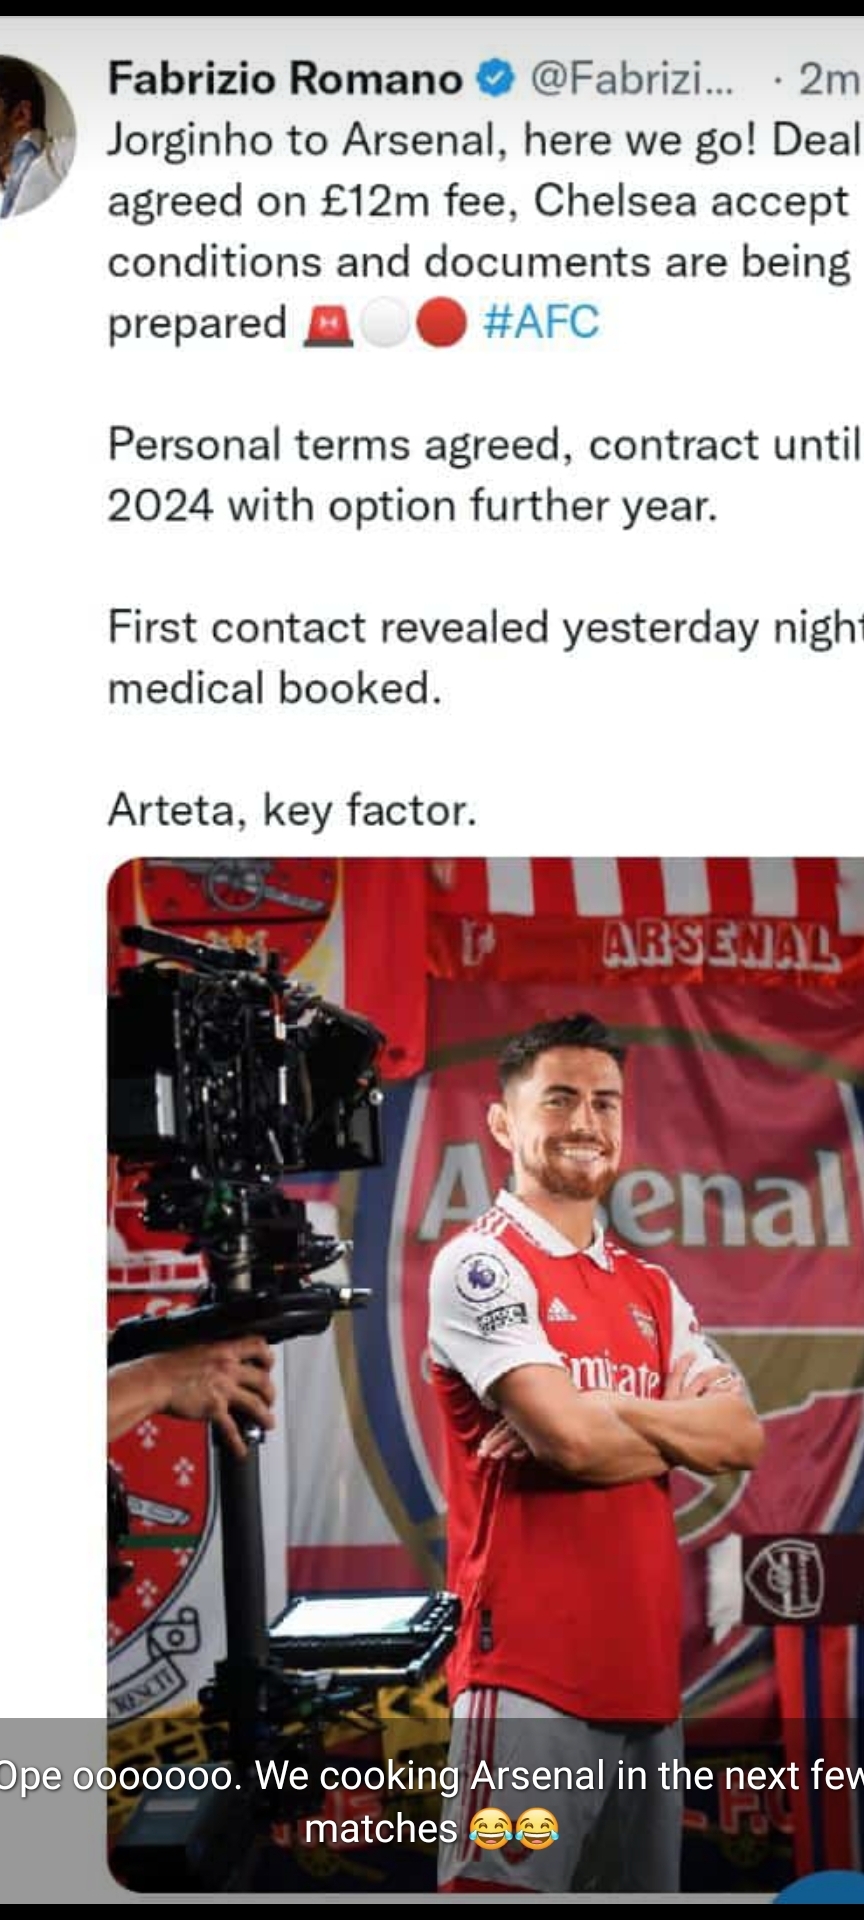 Fabrizio Romano @Fabrizi... · 2m
Jorginho to Arsenal, here we go! Deal
agreed on £12m fee, Chelsea accept
conditions and documents are being
prepared 🚨⚪🔴 #AFC
Personal terms agreed, contract until
2024 with option further year.
First contact revealed yesterday night
medical booked.
Arteta, key factor.
ARSENAL
Arsenal
Emirate
Ope ooooooo. We cooking Arsenal in the next few
matches 😂😂